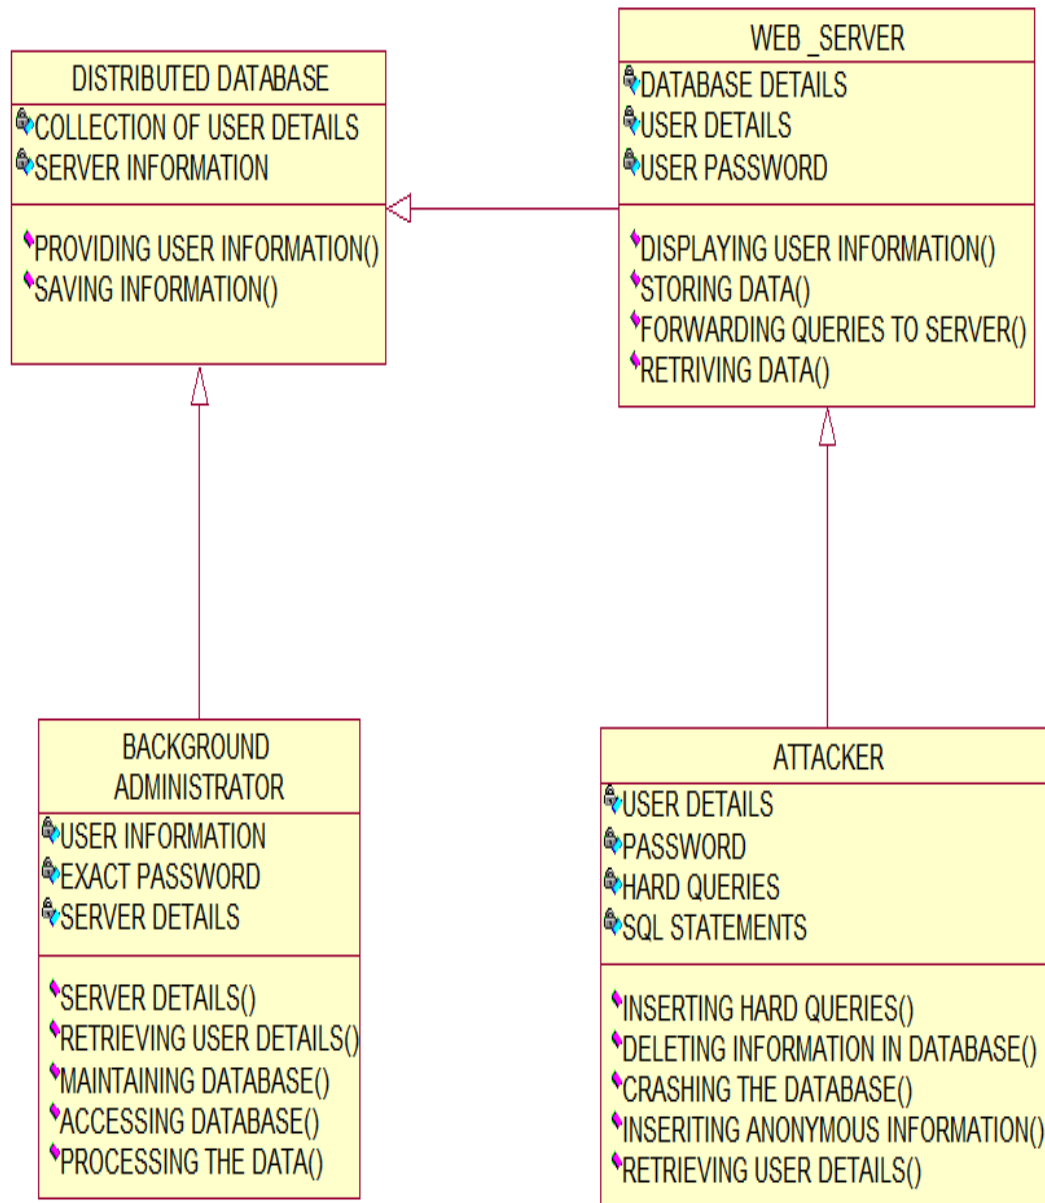 DISTRIBUTED DATABASE
COLLECTION OF USER DETAILS
SERVER INFORMATION
PROVIDING USER INFORMATION()
SAVING INFORMATION()
WEB _SERVER
DATABASE DETAILS
USER DETAILS
USER PASSWORD
DISPLAYING USER INFORMATION()
STORING DATA()
FORWARDING QUERIES TO SERVER()
RETRIVING DATA()
BACKGROUND
ADMINISTRATOR
USER INFORMATION
EXACT PASSWORD
SERVER DETAILS
SERVER DETAILS()
RETRIEVING USER DETAILS()
MAINTAINING DATABASE()
ACCESSING DATABASE()
PROCESSING THE DATA()
ATTACKER
USER DETAILS
PASSWORD
HARD QUERIES
SQL STATEMENTS
INSERTING HARD QUERIES()
DELETING INFORMATION IN DATABASE()
CRASHING THE DATABASE()
INSERITING ANONYMOUS INFORMATION()
RETRIEVING USER DETAILS()